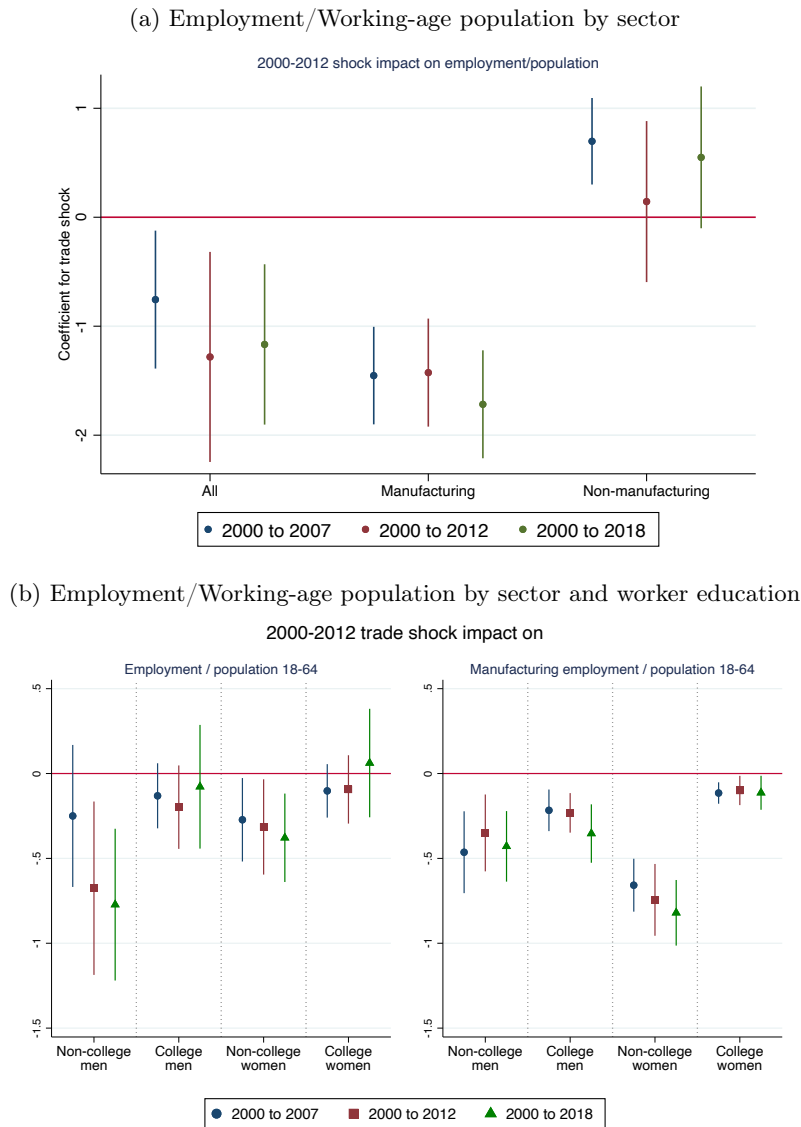 (a) Employment/Working-age population by sector
2000-2012 shock impact on employment/population
Coefficient for trade shock
1
0
-1
-2
All Manufacturing Non-manufacturing
2000 to 2007 2000 to 2012 2000 to 2018
(b) Employment/Working-age population by sector and worker education
2000-2012 trade shock impact on
Employment / population 18-64
.5
0
-.5
-1
-1.5
Non-college men College men Non-college women College women
Manufacturing employment / population 18-64
.5
0
-.5
-1
-1.5
Non-college men College men Non-college women College women
2000 to 2007 2000 to 2012 2000 to 2018